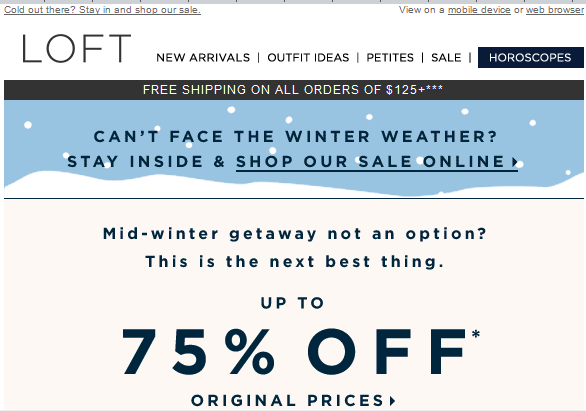 Cold out there? Stay in and shop our sale. View on a mobile device or web browser
LOFT
NEW ARRIVALS | OUTFIT IDEAS | PETITES | SALE | HOROSCOPES
FREE SHIPPING ON ALL ORDERS OF $125+***
CAN'T FACE THE WINTER WEATHER?
STAY INSIDE & SHOP OUR SALE ONLINE
Mid-winter getaway not an option?
This is the next best thing.
UP TO
75% OFF*
ORIGINAL PRICES